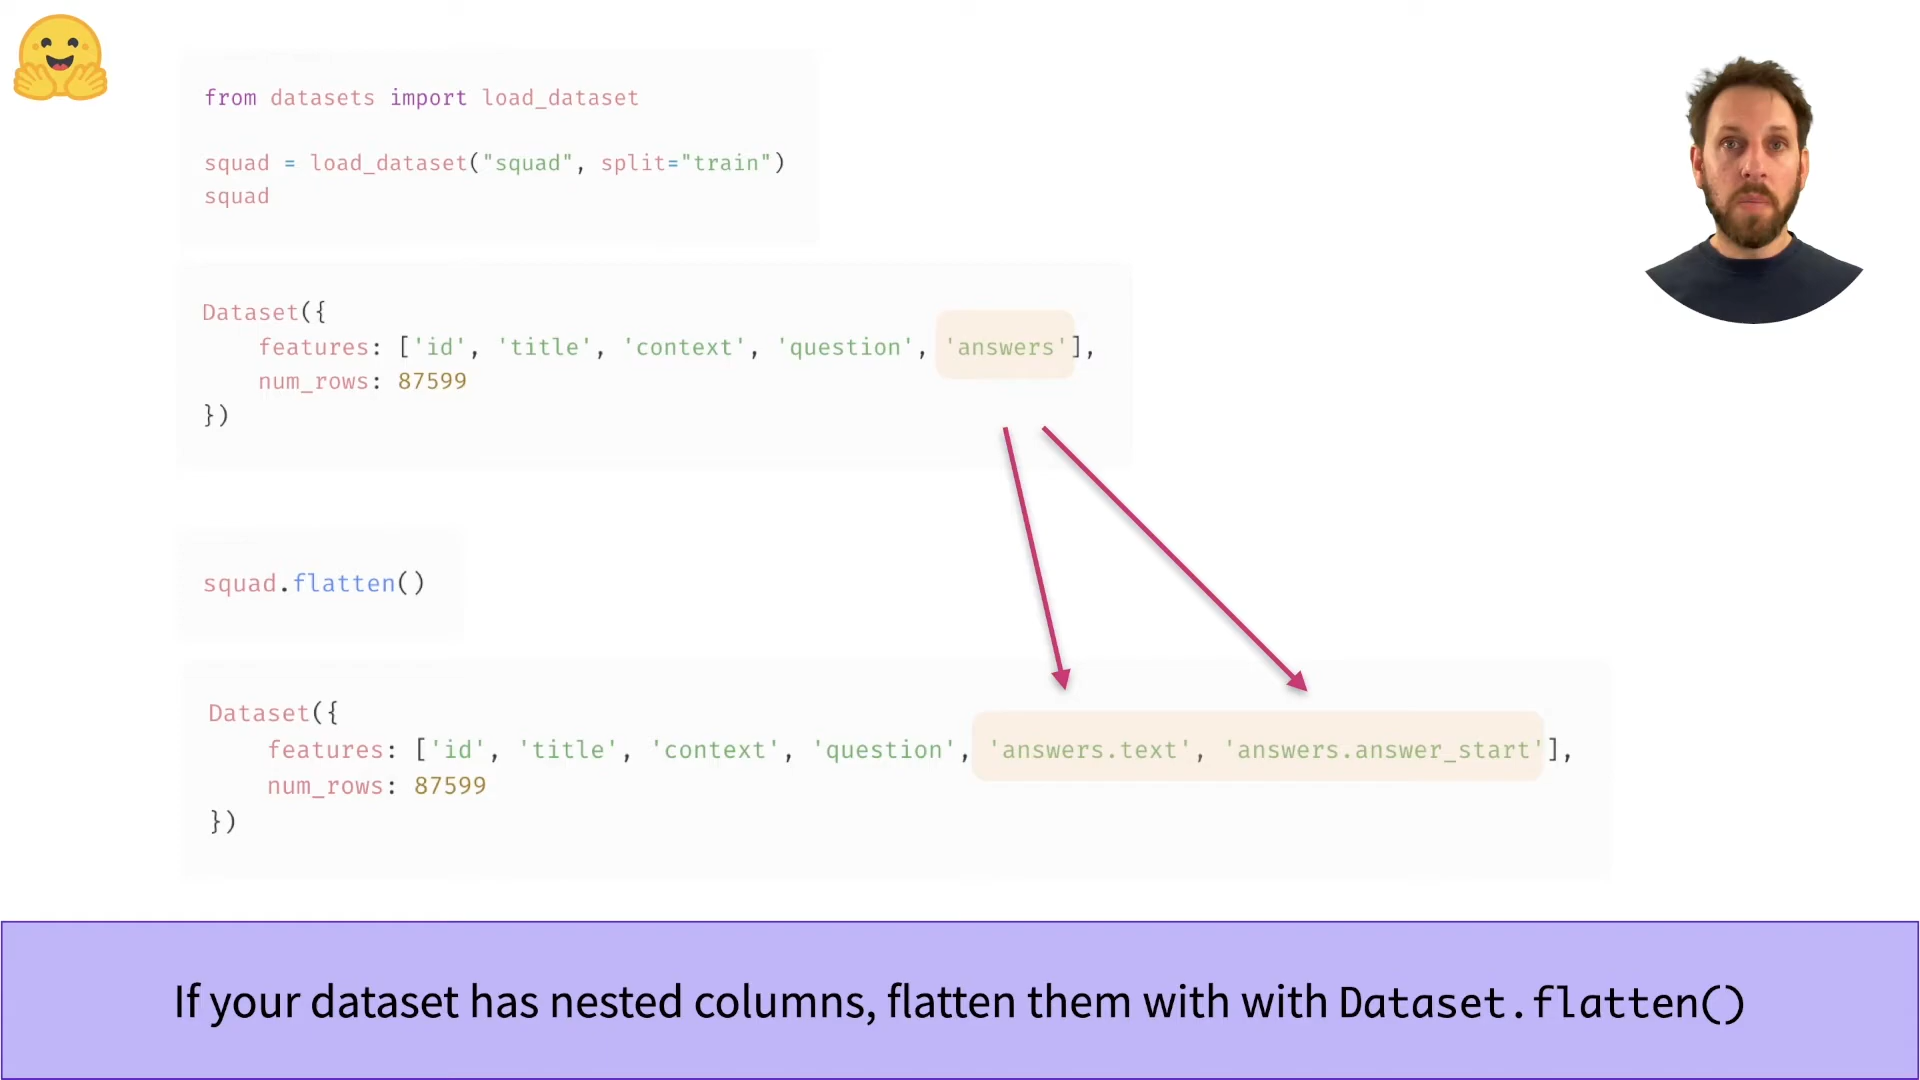 from datasets import load_dataset
squad = load_dataset("squad", split="train")
squad
Dataset({
features: ['id', 'title', 'context', 'question', 'answers'],
num_rows: 87599
})
squad.flatten()
Dataset({
features: ['id', 'title', 'context', 'question', 'answers.text', 'answers.answer_start'],
num_rows: 87599
})
If your dataset has nested columns, flatten them with with Dataset.flatten()